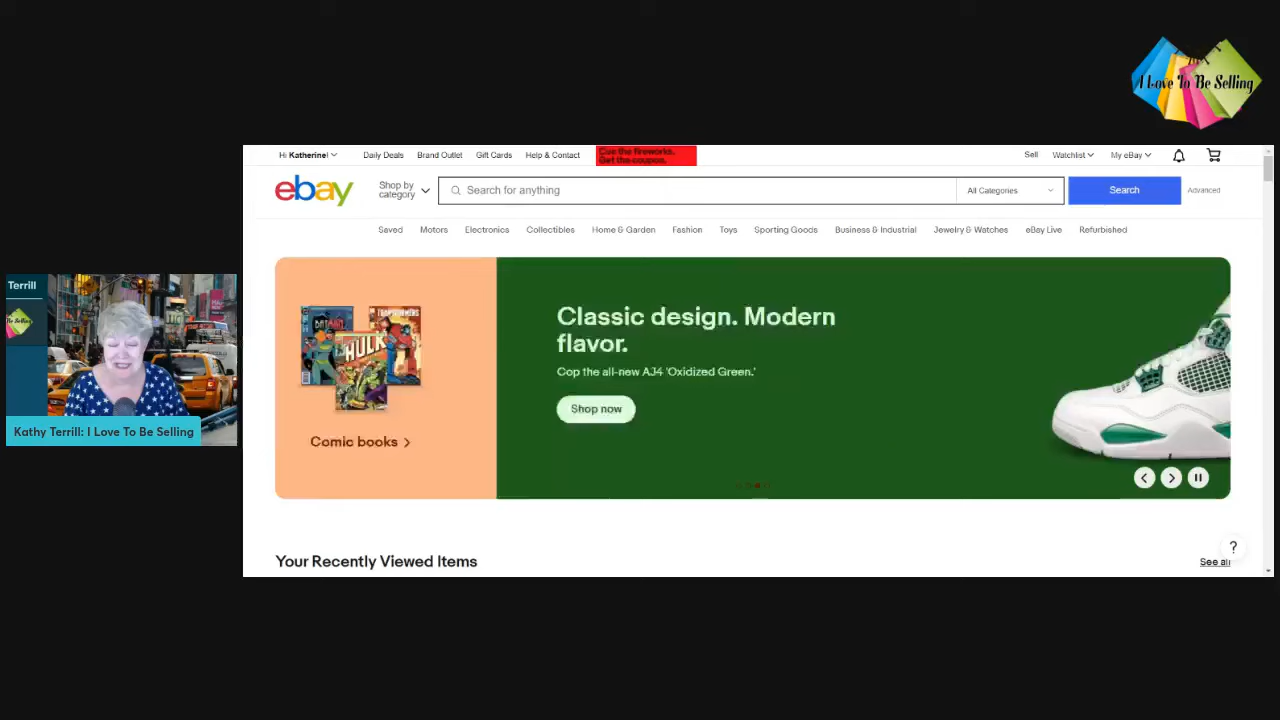 I Love To Be Selling
Hi Katherine!
Daily Deals
Brand Outlet
Gift Cards
Help & Contact
Cue the fireworks.
Get the coupon.
Sell
Watchlist
My eBay
ebay
Shop by
category
Search for anything
All Categories
Search
Advanced
Saved
Motors
Electronics
Collectibles
Home & Garden
Fashion
Toys
Sporting Goods
Business & Industrial
Jewelry & Watches
eBay Live
Refurbished
BATMAN
TRANSFORMERS
HULK
Comic books
Classic design. Modern
flavor.
Cop the all-new AJ4 'Oxidized Green.'
Shop now
Terrill
Kathy Terrill: I Love To Be Selling
?
Your Recently Viewed Items
See all